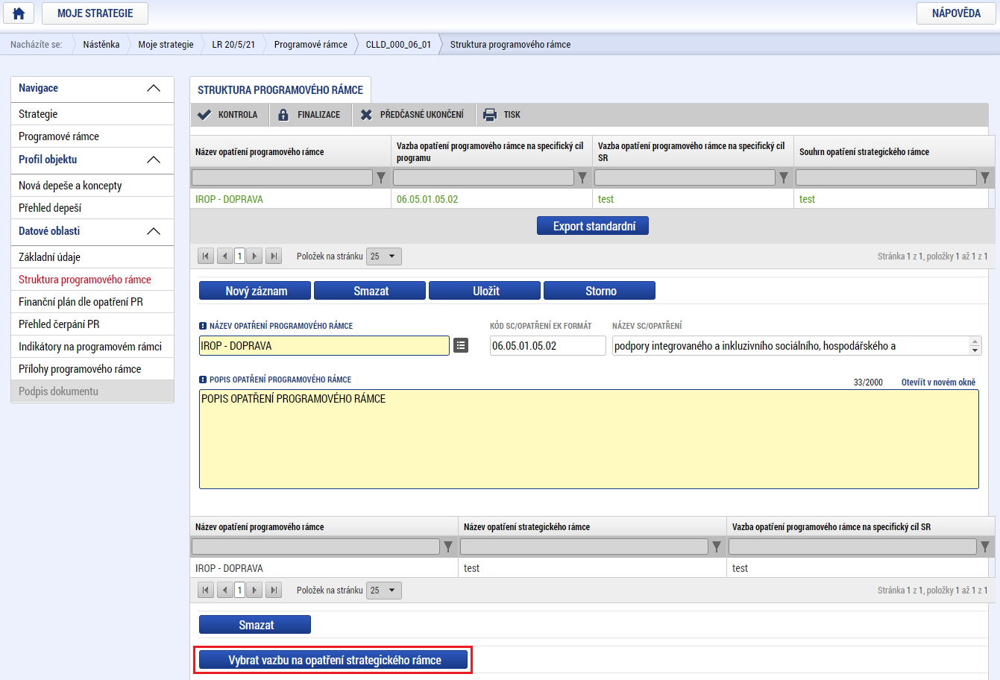 MOJE STRATEGIE
NÁPOVĚDA
Nacházíte se: Nástěnka Moje strategie LR 20/5/21 Programové rámce CLLD_000_06_01 Struktura programového rámce
Navigace
Strategie
Programové rámce
Profil objektu
Nová depeše a koncepty
Přehled depeší
Datové oblasti
Základní údaje
Struktura programového rámce
Finanční plán dle opatření PR
Přehled čerpání PR
Indikátory na programovém rámci
Přílohy programového rámce
Podpis dokumentu
STRUKTURA PROGRAMOVÉHO RÁMCE
KONTROLA FINALIZACE PŘEDČASNÉ UKONČENÍ TISK
Název opatření programového rámce
Vazba opatření programového rámce na specifický cíl
programu
Vazba opatření programového rámce na specifický cíl
SR
Souhrn opatření strategického rámce
IROP - DOPRAVA 06.05.01.05.02 test test
Export standardní
1 Položek na stránku 25 Stránka 1 z 1, položky 1 až 1 z 1
Nový záznam Smazat Uložit Storno
NÁZEV OPATŘENÍ PROGRAMOVÉHO RÁMCE KÓD SC/OPATŘENÍ EK FORMÁT NÁZEV SC/OPATŘENÍ
IROP - DOPRAVA 06.05.01.05.02 podpory integrovaného a inkluzivního sociálního, hospodářského a
POPIS OPATŘENÍ PROGRAMOVÉHO RÁMCE 33/2000 Otevřít v novém okně
POPIS OPATŘENÍ PROGRAMOVÉHO RÁMCE
Název opatření programového rámce Název opatření strategického rámce Vazba opatření programového rámce na specifický cíl SR
IROP - DOPRAVA test test
1 Položek na stránku 25 Stránka 1 z 1, položky 1 až 1 z 1
Smazat
Vybrat vazbu na opatření strategického rámce